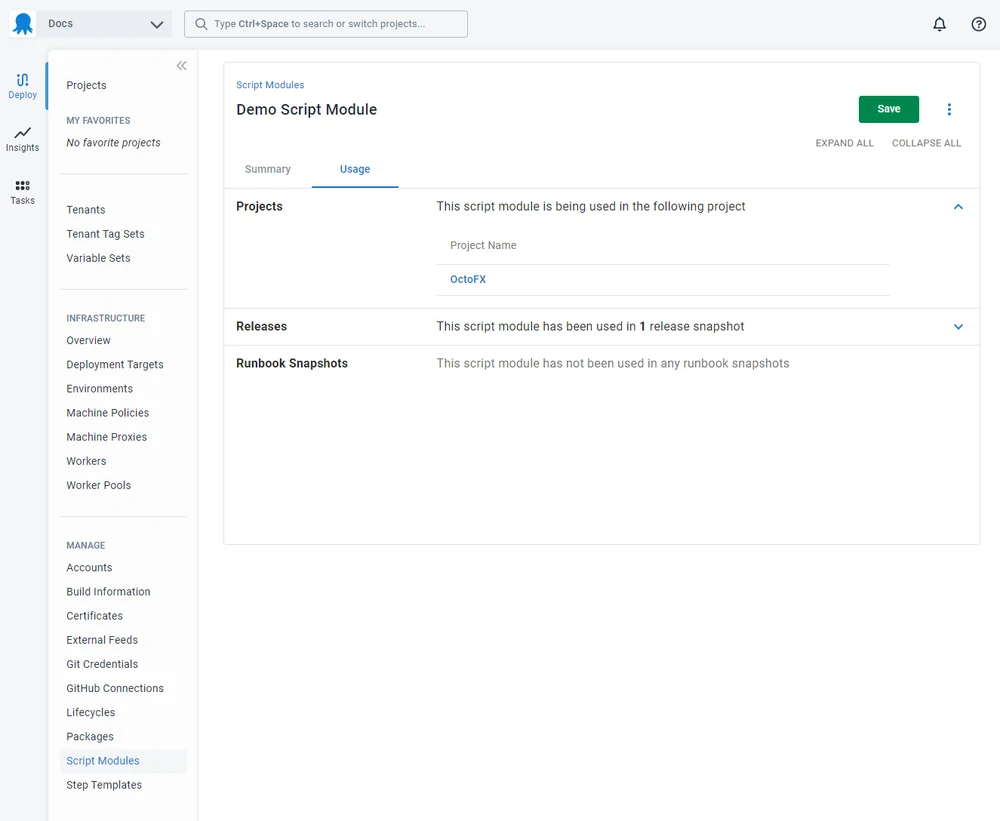 Docs
Type Ctrl+Space to search or switch projects...
Deploy
Insights
Tasks
Projects
MY FAVORITES
No favorite projects
Tenants
Tenant Tag Sets
Variable Sets
INFRASTRUCTURE
Overview
Deployment Targets
Environments
Machine Policies
Machine Proxies
Workers
Worker Pools
MANAGE
Accounts
Build Information
Certificates
External Feeds
Git Credentials
GitHub Connections
Lifecycles
Packages
Script Modules
Step Templates
Script Modules
Demo Script Module
Save
EXPAND ALL COLLAPSE ALL
Summary Usage
Projects This script module is being used in the following project
Project Name
OctoFX
Releases This script module has been used in 1 release snapshot
Runbook Snapshots This script module has not been used in any runbook snapshots